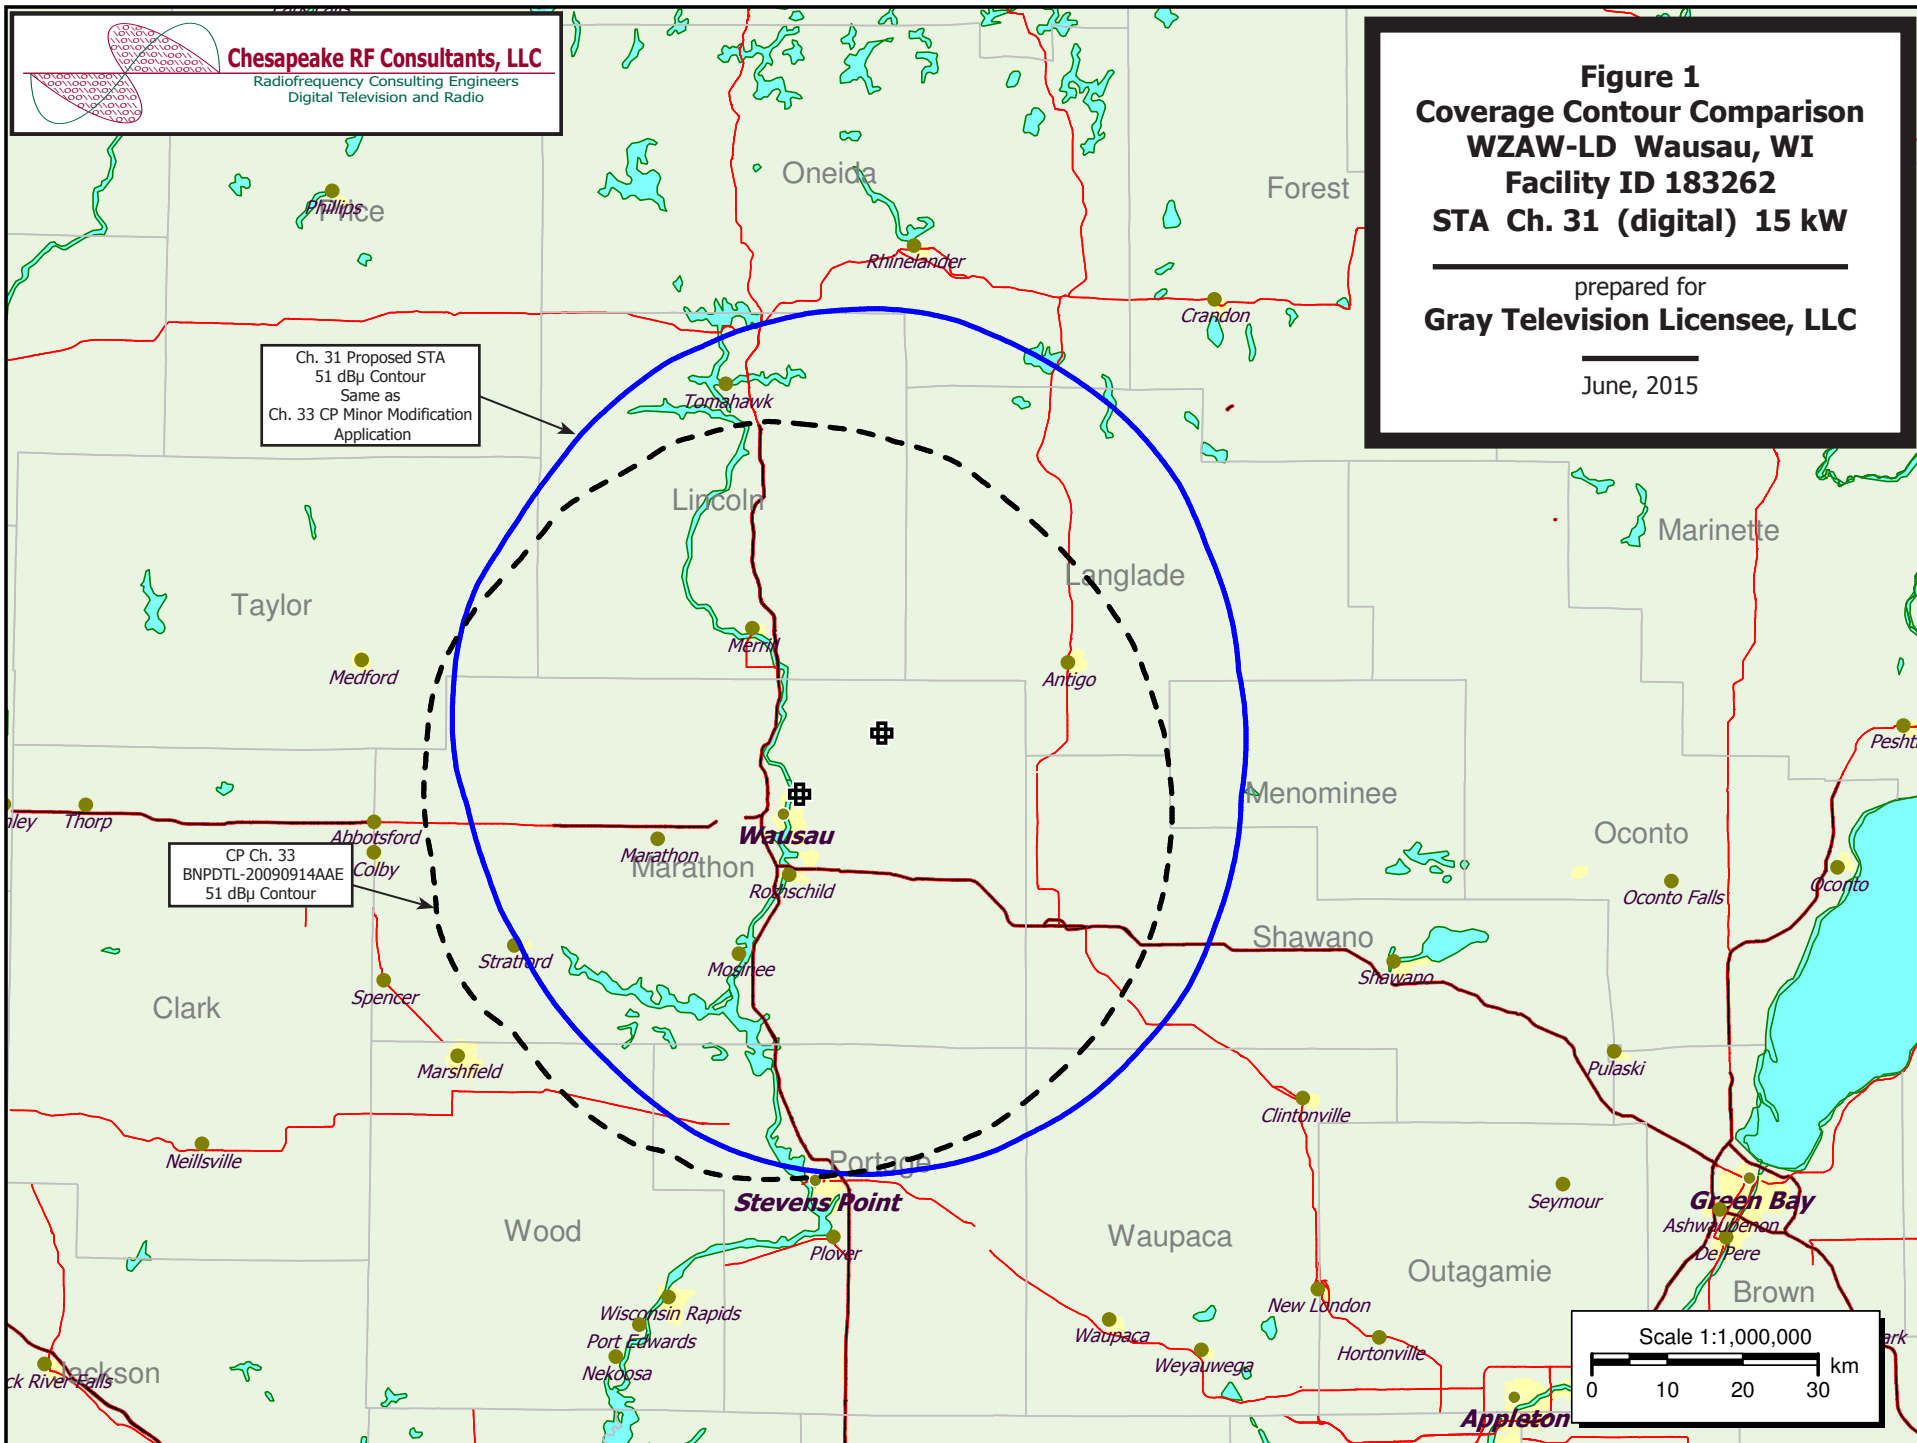 Chesapeake RF Consultants, LLC
Radiofrequency Consulting Engineers
Digital Television and Radio
Figure 1
Coverage Contour Comparison
WZAW-LD Wausau, WI
Facility ID 183262
STA Ch. 31 (digital) 15 kW
prepared for
Gray Television Licensee, LLC
June, 2015
Oneida
Forest
Phillips
Price
Rhinelander
Crandon
Ch. 31 Proposed STA
51 dBµ Contour
Same as
Ch. 33 CP Minor Modification
Application
Tomahawk
Lincoln
Marinette
Langlade
Taylor
Merrill
Medford
Antigo
Pesht
Menominee
nley
Thorp
Abbotsford
Wausau
Oconto
Marathon
Marathon
Colby
CP Ch. 33
BNPDTL-20090914AAE
51 dBµ Contour
Rothschild
Oconto Falls
Oconto
Shawano
Stratford
Mosinee
Shawano
Spencer
Clark
Marshfield
Pulaski
Clintonville
Neillsville
Portage
Stevens Point
Seymour
Green Bay
Ashwaubenon
Wood
Waupaca
Plover
De Pere
Outagamie
Brown
Wisconsin Rapids
New London
Port Edwards
Waupaca
Hortonville
Weyauwega
Nekoosa
Jackson
ck River Falls
Appleton
ark
Scale 1:1,000,000
km
0 10 20 30